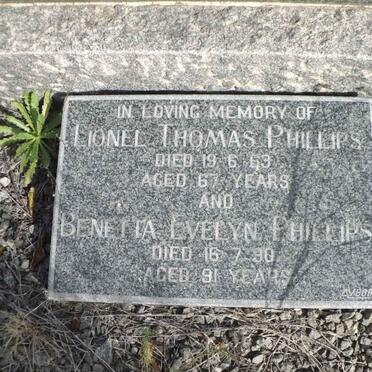 IN LOVING MEMORY OF
LIONEL THOMAS PHILLIPS
DIED 19.6.63
AGED 67 YEARS
AND
BENETTA EVELYN PHILLIPS
DIED 16.7.90
AGED 91 YEARS